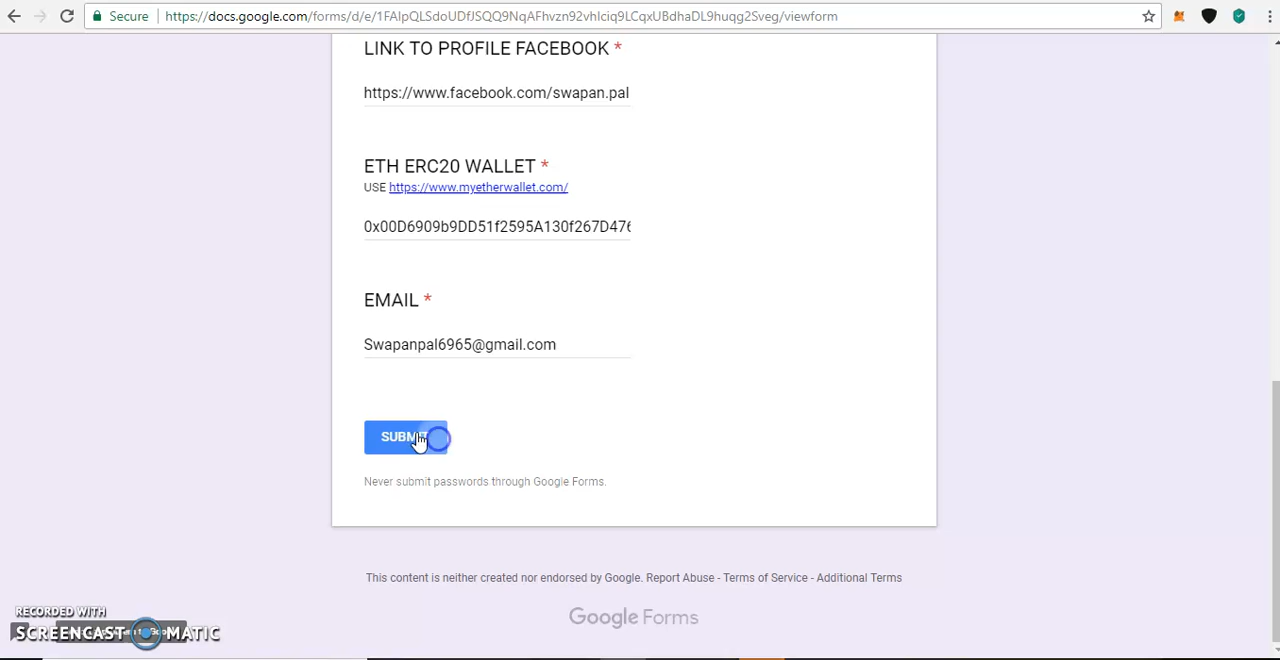 Secure
https://docs.google.com/forms/d/e/1FAIpQLSdoUDfJSQQ9NqAFhvzn92vhIciq9LCqxUBdhaDL9huqg2Sveg/viewform
LINK TO PROFILE FACEBOOK *
https://www.facebook.com/swapan.pal
ETH ERC20 WALLET *
USE https://www.myetherwallet.com/
0x00D6909b9DD51f2595A130f267D476
EMAIL *
Swapanpal6965@gmail.com
SUBMIT
Never submit passwords through Google Forms.
This content is neither created nor endorsed by Google. Report Abuse - Terms of Service - Additional Terms
Google Forms
RECORDED WITH
SCREENCAST MATIC